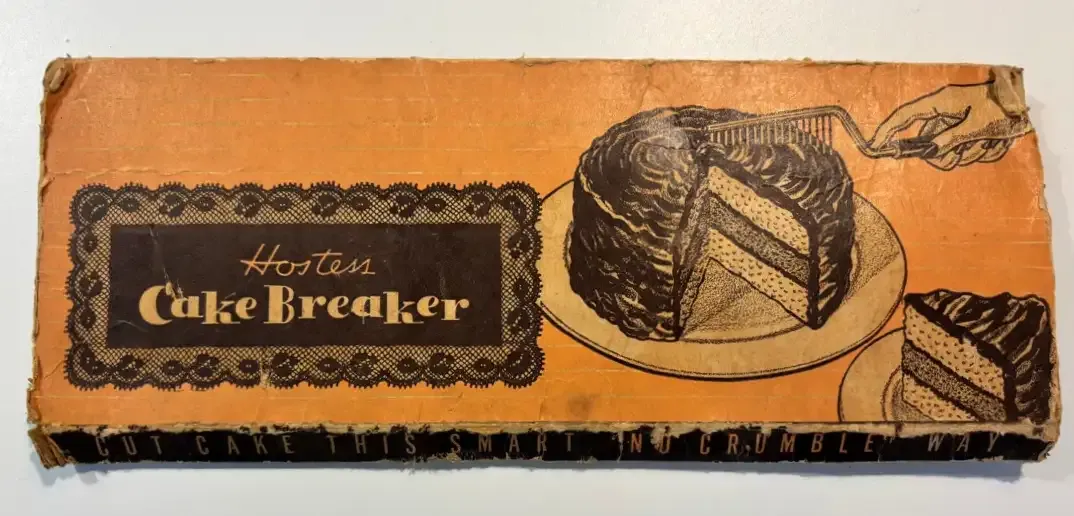 Hostess
Cake Breaker
CUT CAKE THIS SMART "NO CRUMBLE" WAY